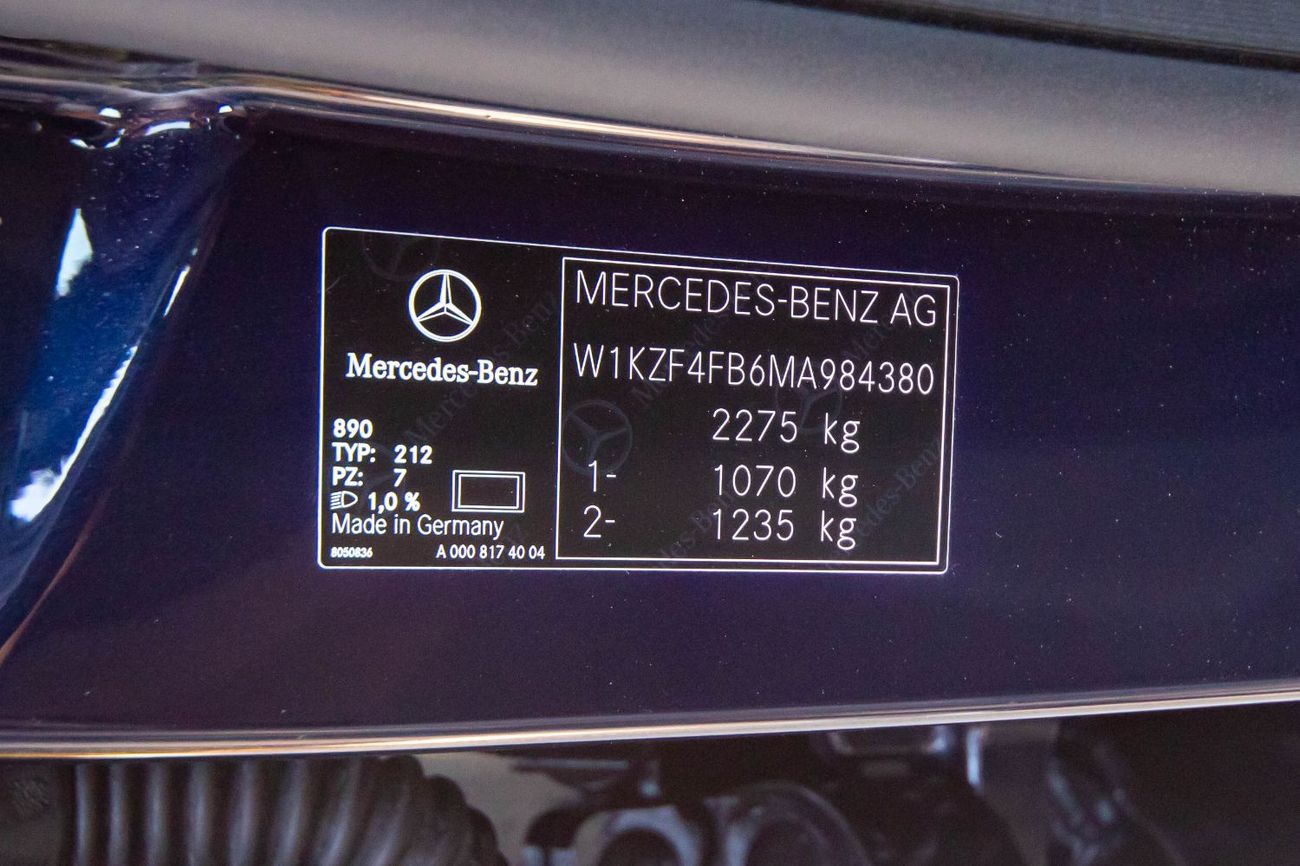 Mercedes-Benz
890
TYP: 212
PZ: 7
1,0 %
Made in Germany
8050836 A 000 817 40 04
MERCEDES-BENZ AG
W1KZF4FB6MA984380
2275 kg
1- 1070 kg
2- 1235 kg